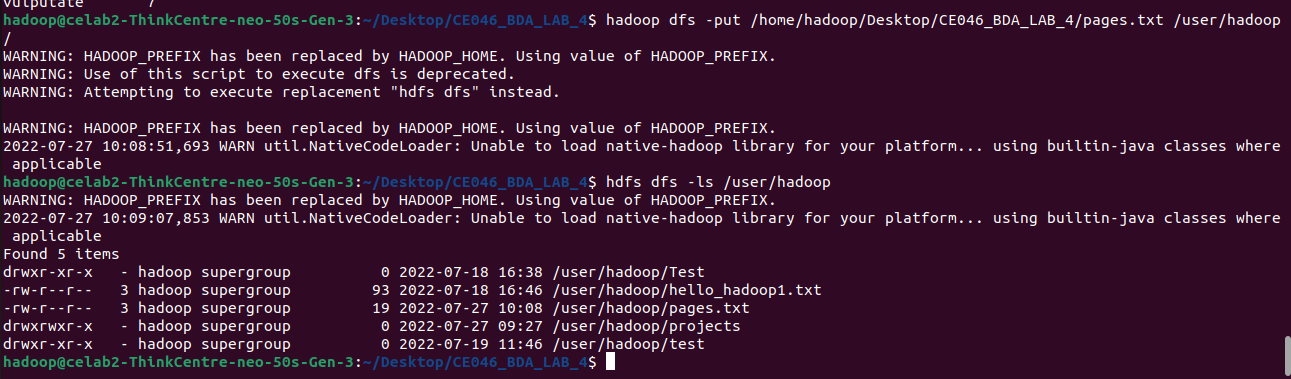 vulputate       7
hadoop@celab2-ThinkCentre-neo-50s-Gen-3:~/Desktop/CE046_BDA_LAB_4$ hadoop dfs -put /home/hadoop/Desktop/CE046_BDA_LAB_4/pages.txt /user/hadoop
/
WARNING: HADOOP_PREFIX has been replaced by HADOOP_HOME. Using value of HADOOP_PREFIX.
WARNING: Use of this script to execute dfs is deprecated.
WARNING: Attempting to execute replacement "hdfs dfs" instead.

WARNING: HADOOP_PREFIX has been replaced by HADOOP_HOME. Using value of HADOOP_PREFIX.
2022-07-27 10:08:51,693 WARN util.NativeCodeLoader: Unable to load native-hadoop library for your platform... using builtin-java classes where
 applicable
hadoop@celab2-ThinkCentre-neo-50s-Gen-3:~/Desktop/CE046_BDA_LAB_4$ hdfs dfs -ls /user/hadoop
WARNING: HADOOP_PREFIX has been replaced by HADOOP_HOME. Using value of HADOOP_PREFIX.
2022-07-27 10:09:07,853 WARN util.NativeCodeLoader: Unable to load native-hadoop library for your platform... using builtin-java classes where
 applicable
Found 5 items
drwxr-xr-x   - hadoop supergroup          0 2022-07-18 16:38 /user/hadoop/Test
-rw-r--r--   3 hadoop supergroup         93 2022-07-18 16:46 /user/hadoop/hello_hadoop1.txt
-rw-r--r--   3 hadoop supergroup         19 2022-07-27 10:08 /user/hadoop/pages.txt
drwxrwxr-x   - hadoop supergroup          0 2022-07-27 09:27 /user/hadoop/projects
drwxr-xr-x   - hadoop supergroup          0 2022-07-19 11:46 /user/hadoop/test
hadoop@celab2-ThinkCentre-neo-50s-Gen-3:~/Desktop/CE046_BDA_LAB_4$